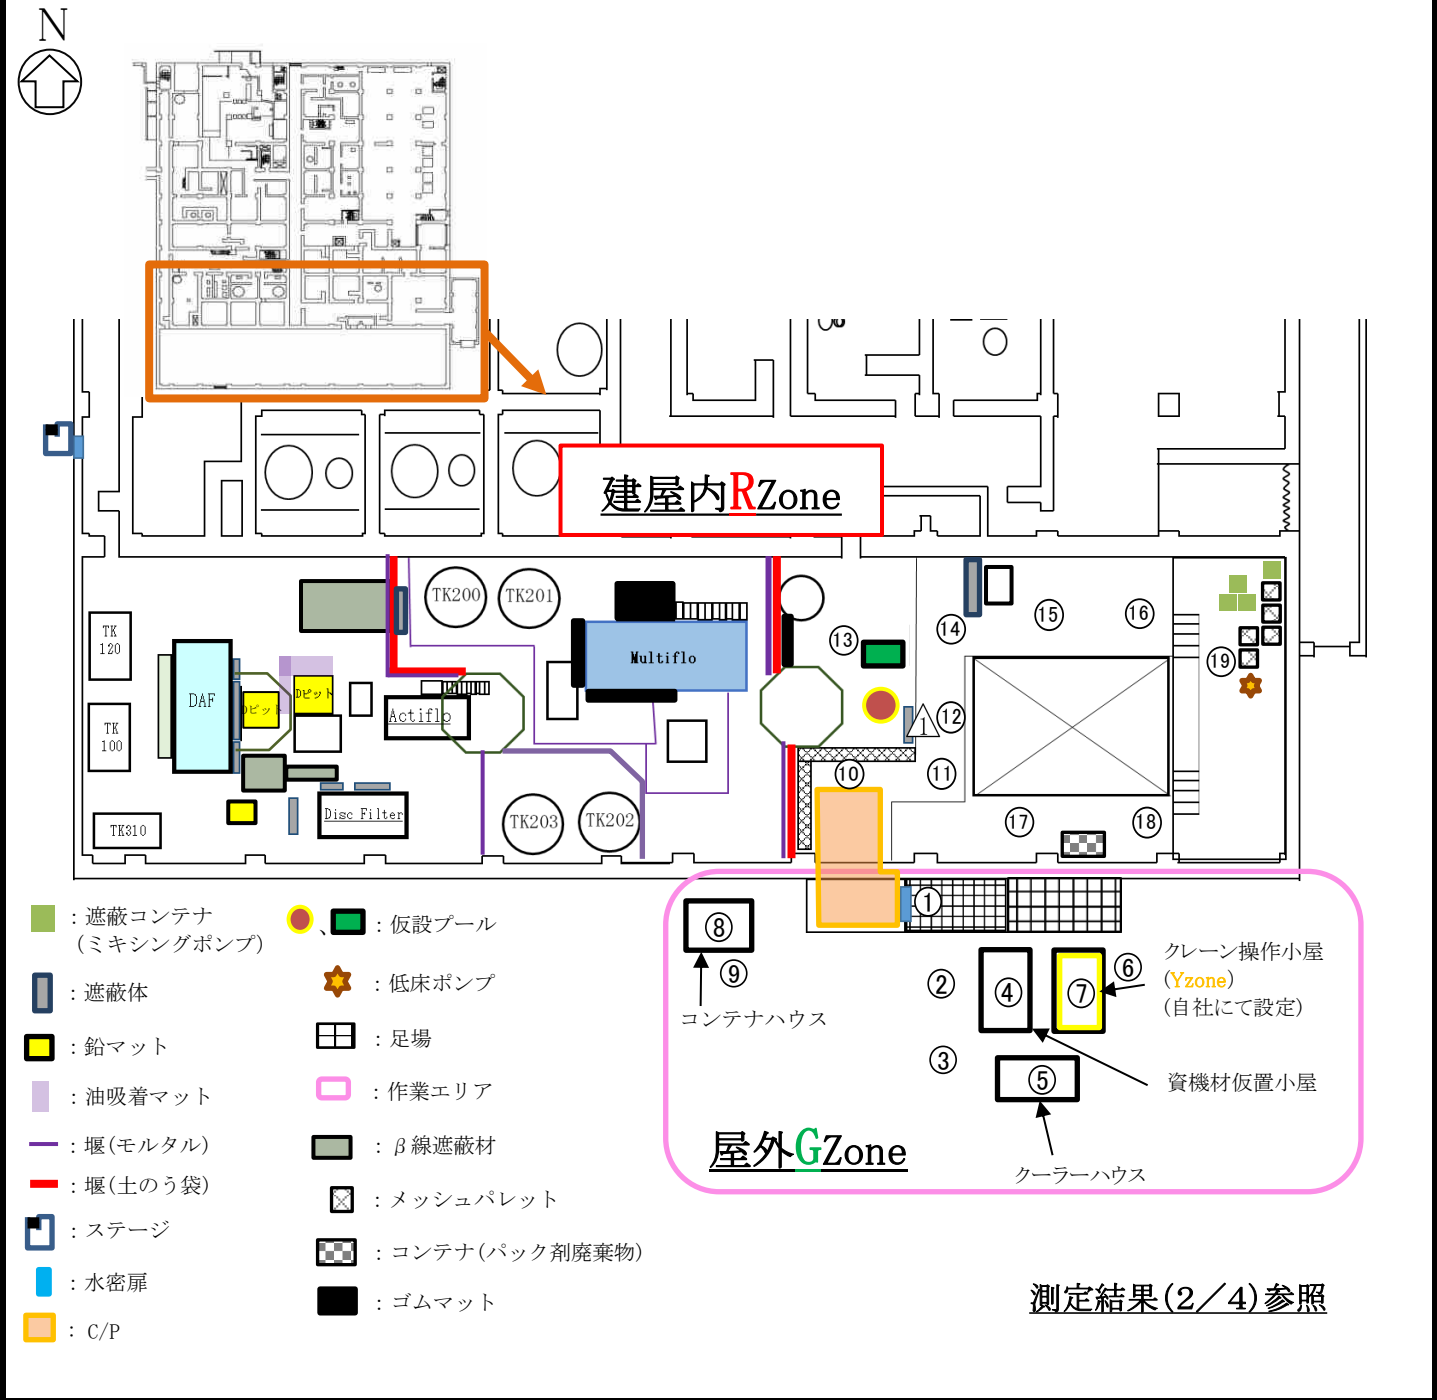 N
建屋内RZone
TK200
TK201
TK
120
DAF
Dピット
Dピット
Multiflo
Actiflo
TK
100
TK310
Disc Filter
TK203
TK202
⑬
⑭
⑮
⑯
⑲
1
⑫
⑪
⑩
⑰
⑱
①
⑧
⑨
コンテナハウス
②
③
④
⑦
⑥
⑤
クレーン操作小屋
(Yzone)
(自社にて設定)
資機材仮置小屋
クーラーハウス
屋外GZone
：遮蔽コンテナ
(ミキシングポンプ)
：遮蔽体
：鉛マット
：油吸着マット
：堰(モルタル)
：堰(土のう袋)
：ステージ
：水密扉
：C/P
、
：仮設プール
：低床ポンプ
：足場
：作業エリア
：β線遮蔽材
：メッシュパレット
：コンテナ(パック剤廃棄物)
：ゴムマット
測定結果(2／4)参照